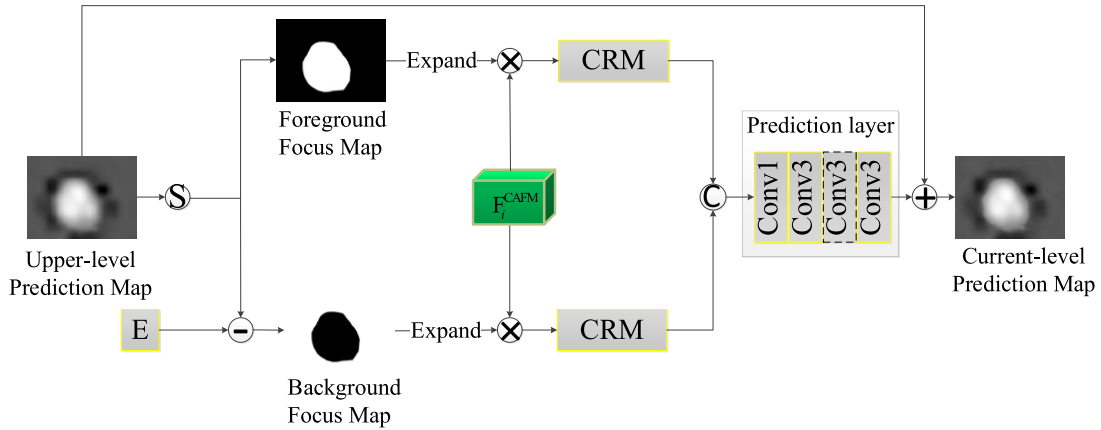 Expand
CRM
Foreground
Focus Map
Prediction layer
S
F_i^CAFM
Conv1
Conv3
Conv3
Conv3
C
+
Upper-level
Prediction Map
Current-level
Prediction Map
E
-
Expand
CRM
Background
Focus Map